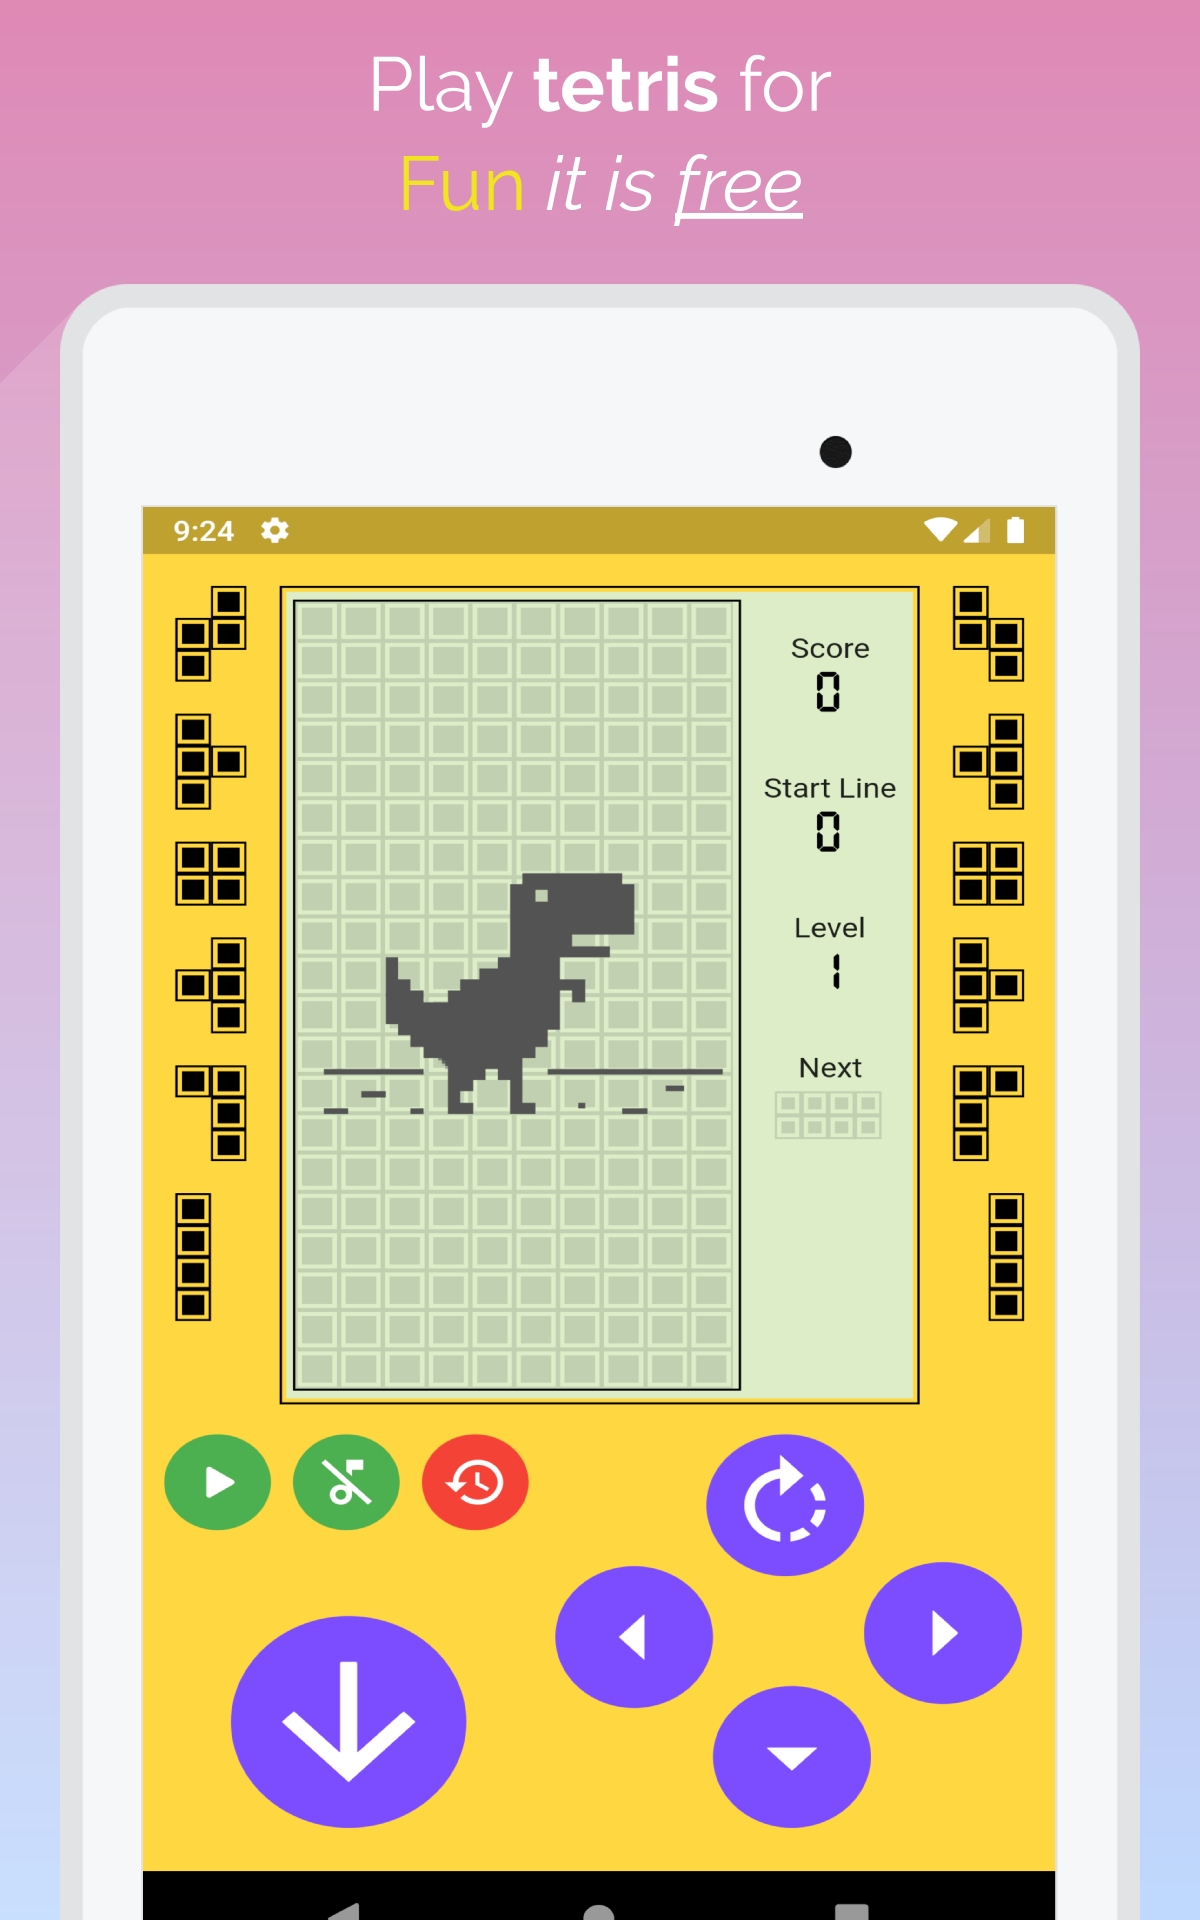 Play tetris for
Fun it is free
9:24
Score
0
Start Line
0
Level
1
Next